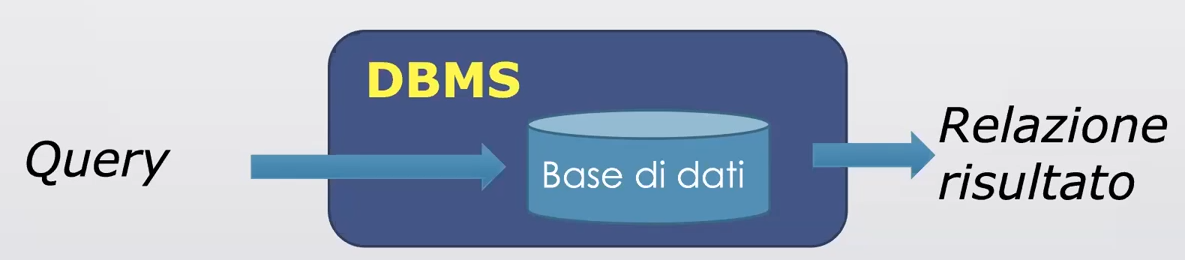 DBMS
Query
Base di dati
Relazione
risultato